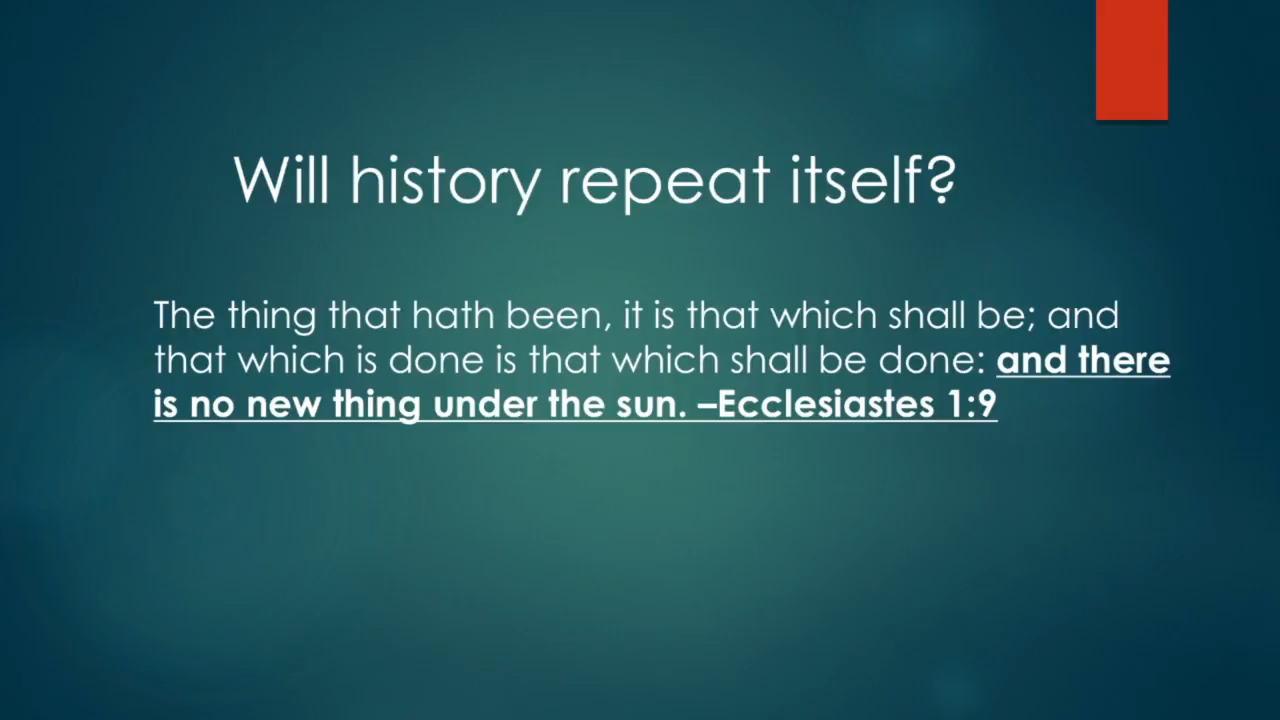 Will history repeat itself?
The thing that hath been, it is that which shall be; and
that which is done is that which shall be done: and there
is no new thing under the sun. –Ecclesiastes 1:9